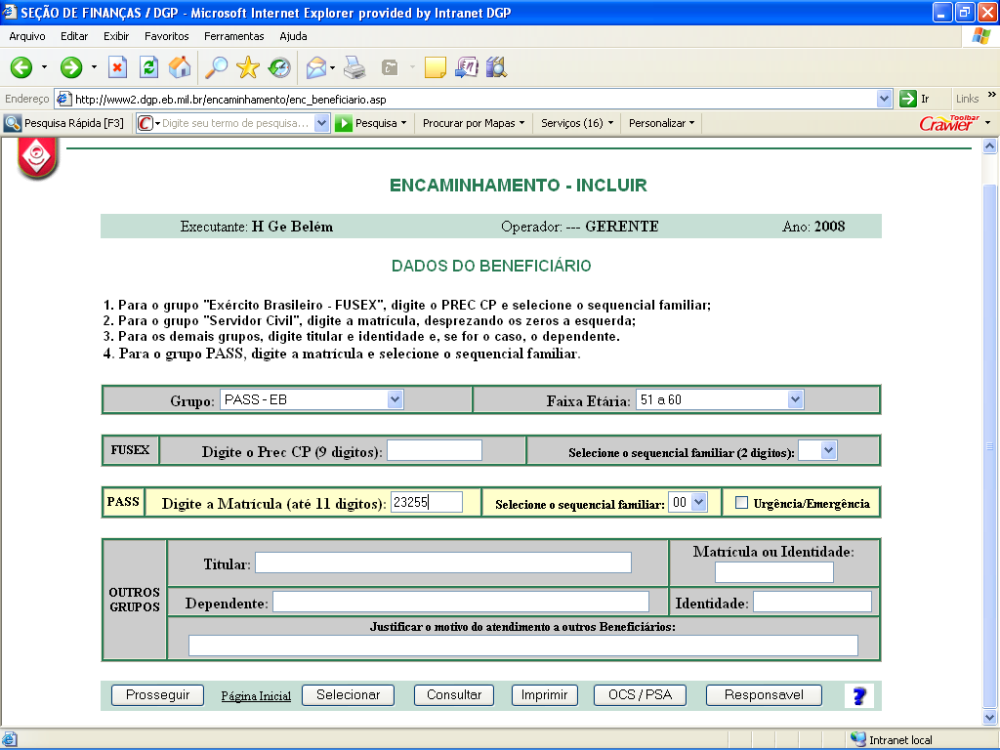 SEÇÃO DE FINANÇAS / DGP - Microsoft Internet Explorer provided by Intranet DGP
Arquivo Editar Exibir Favoritos Ferramentas Ajuda
Endereço http://www2.dgp.eb.mil.br/encaminhamento/enc_beneficiario.asp Ir Links »
Pesquisa Rápida [F3] Digite seu termo de pesquisa... Pesquisa Procurar por Mapas Serviços (16) Personalizar Crawler Toolbar
ENCAMINHAMENTO - INCLUIR
Executante: H Ge Belém Operador: --- GERENTE Ano: 2008
DADOS DO BENEFICIÁRIO
1. Para o grupo "Exército Brasileiro - FUSEX", digite o PREC CP e selecione o sequencial familiar;
2. Para o grupo "Servidor Civil", digite a matrícula, desprezando os zeros a esquerda;
3. Para os demais grupos, digite titular e identidade e, se for o caso, o dependente.
4. Para o grupo PASS, digite a matrícula e selecione o sequencial familiar.
Grupo: PASS - EB Faixa Etária: 51 a 60
FUSEX Digite o Prec CP (9 digitos): Selecione o sequencial familiar (2 digitos):
PASS Digite a Matrícula (até 11 digitos): 23255 Selecione o sequencial familiar: 00 Urgência/Emergência
OUTROS GRUPOS
Titular: Matrícula ou Identidade:
Dependente: Identidade:
Justificar o motivo do atendimento a outros Beneficiários:
Prosseguir Página Inicial Selecionar Consultar Imprimir OCS / PSA Responsavel ?
Intranet local